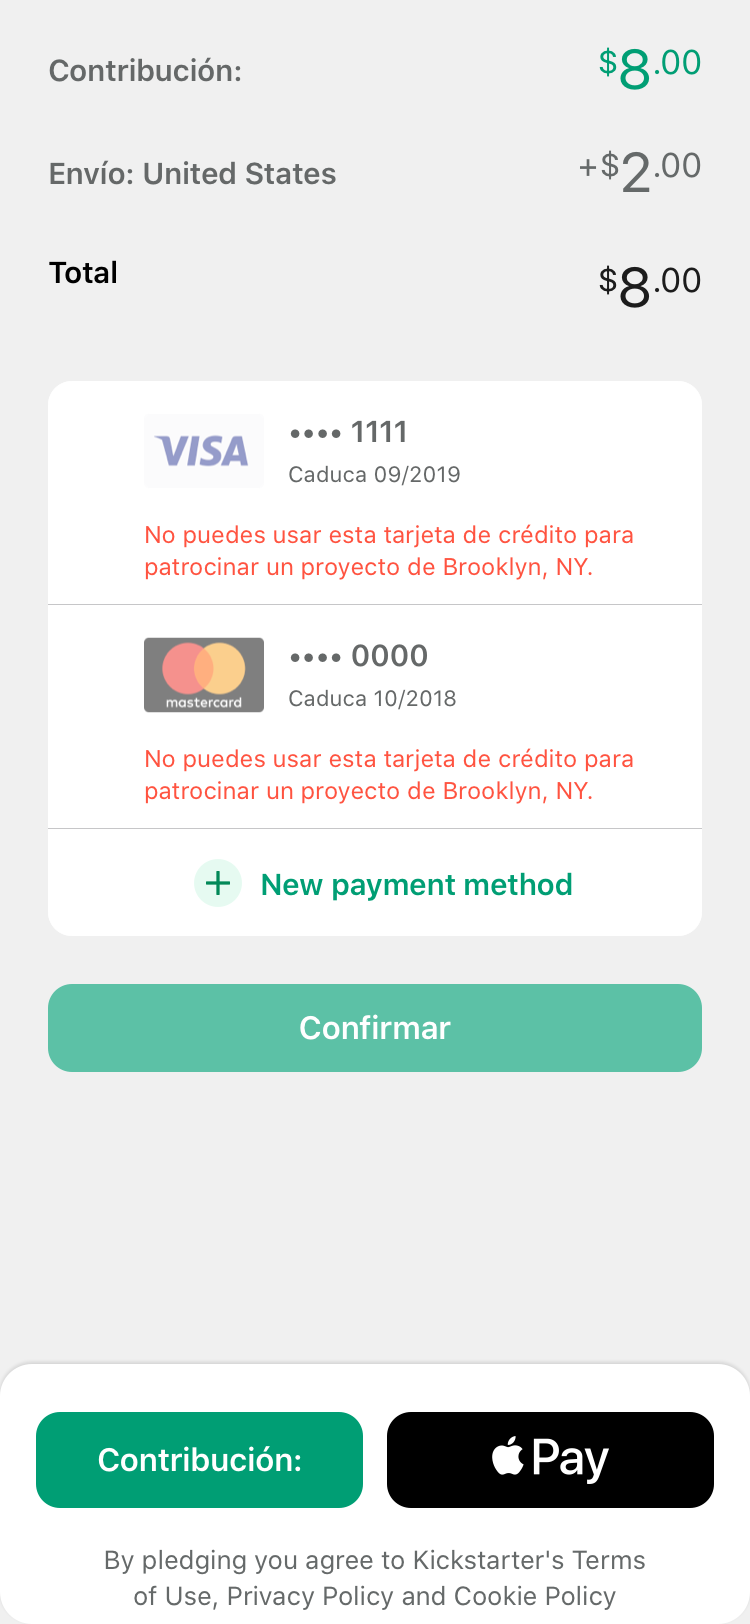 Contribución: $8.00
Envío: United States +$2.00
Total $8.00
VISA •••• 1111
Caduca 09/2019
No puedes usar esta tarjeta de crédito para
patrocinar un proyecto de Brooklyn, NY.
mastercard •••• 0000
Caduca 10/2018
No puedes usar esta tarjeta de crédito para
patrocinar un proyecto de Brooklyn, NY.
+ New payment method
Confirmar
Contribución: Pay
By pledging you agree to Kickstarter's Terms
of Use, Privacy Policy and Cookie Policy